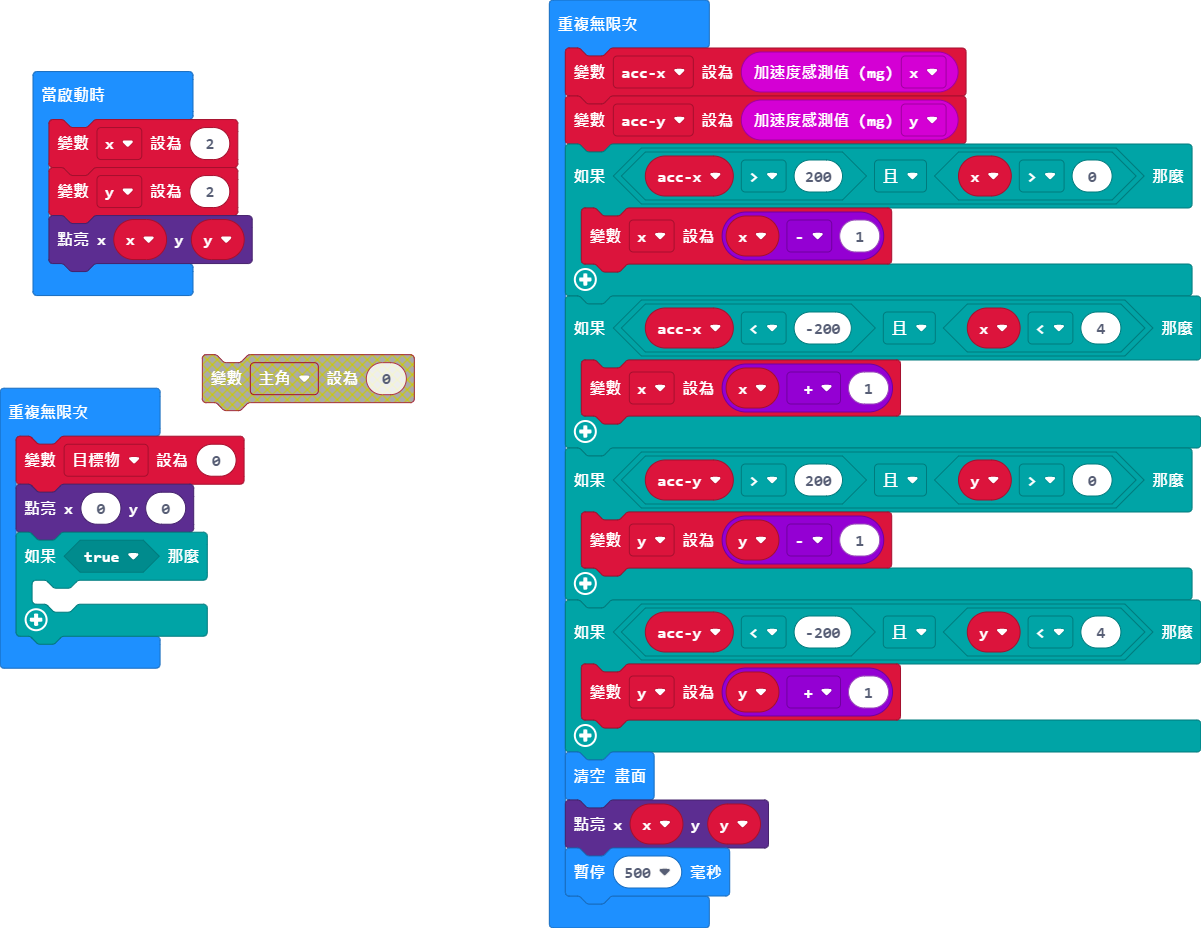 當啟動時
變數 x 設為 2
變數 y 設為 2
點亮 x x y y
變數 主角 設為 0
重複無限次
變數 目標物 設為 0
點亮 x 0 y 0
如果 true 那麼
重複無限次
變數 acc-x 設為 加速度感測值 (mg) x
變數 acc-y 設為 加速度感測值 (mg) y
如果 acc-x > 200 且 x > 0 那麼
變數 x 設為 x - 1
如果 acc-x < -200 且 x < 4 那麼
變數 x 設為 x + 1
如果 acc-y > 200 且 y > 0 那麼
變數 y 設為 y - 1
如果 acc-y < -200 且 y < 4 那麼
變數 y 設為 y + 1
清空 畫面
點亮 x x y y
暫停 500 毫秒